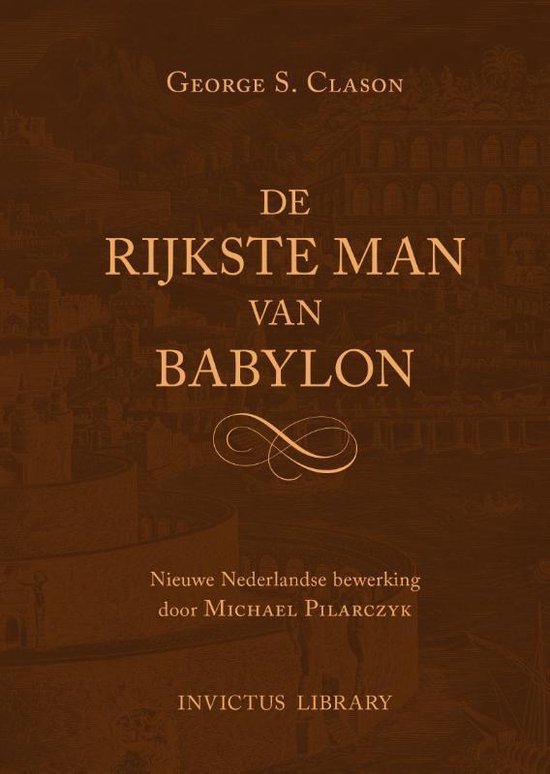 George S. Clason
DE
RIJKSTE MAN
VAN
BABYLON
Nieuwe Nederlandse bewerking
door Michael Pilarczyk
INVICTUS LIBRARY